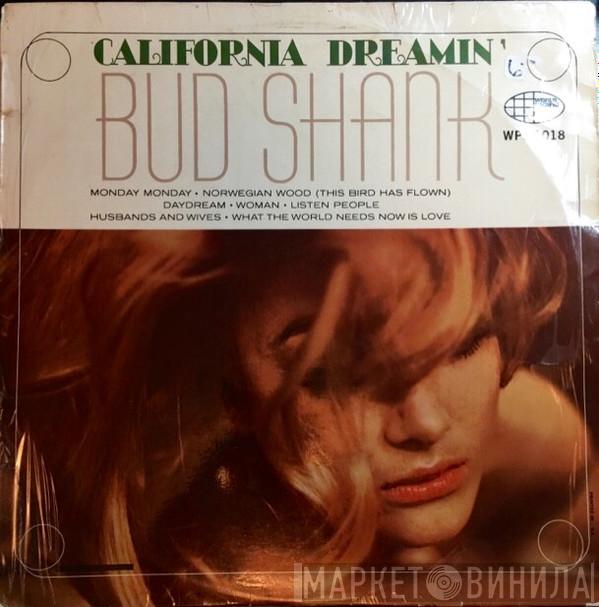 CALIFORNIA DREAMIN'
BUD SHANK
MONDAY MONDAY • NORWEGIAN WOOD (THIS BIRD HAS FLOWN)
DAYDREAM • WOMAN • LISTEN PEOPLE
HUSBANDS AND WIVES • WHAT THE WORLD NEEDS NOW IS LOVE
МАРКЕТ ВИНИЛА